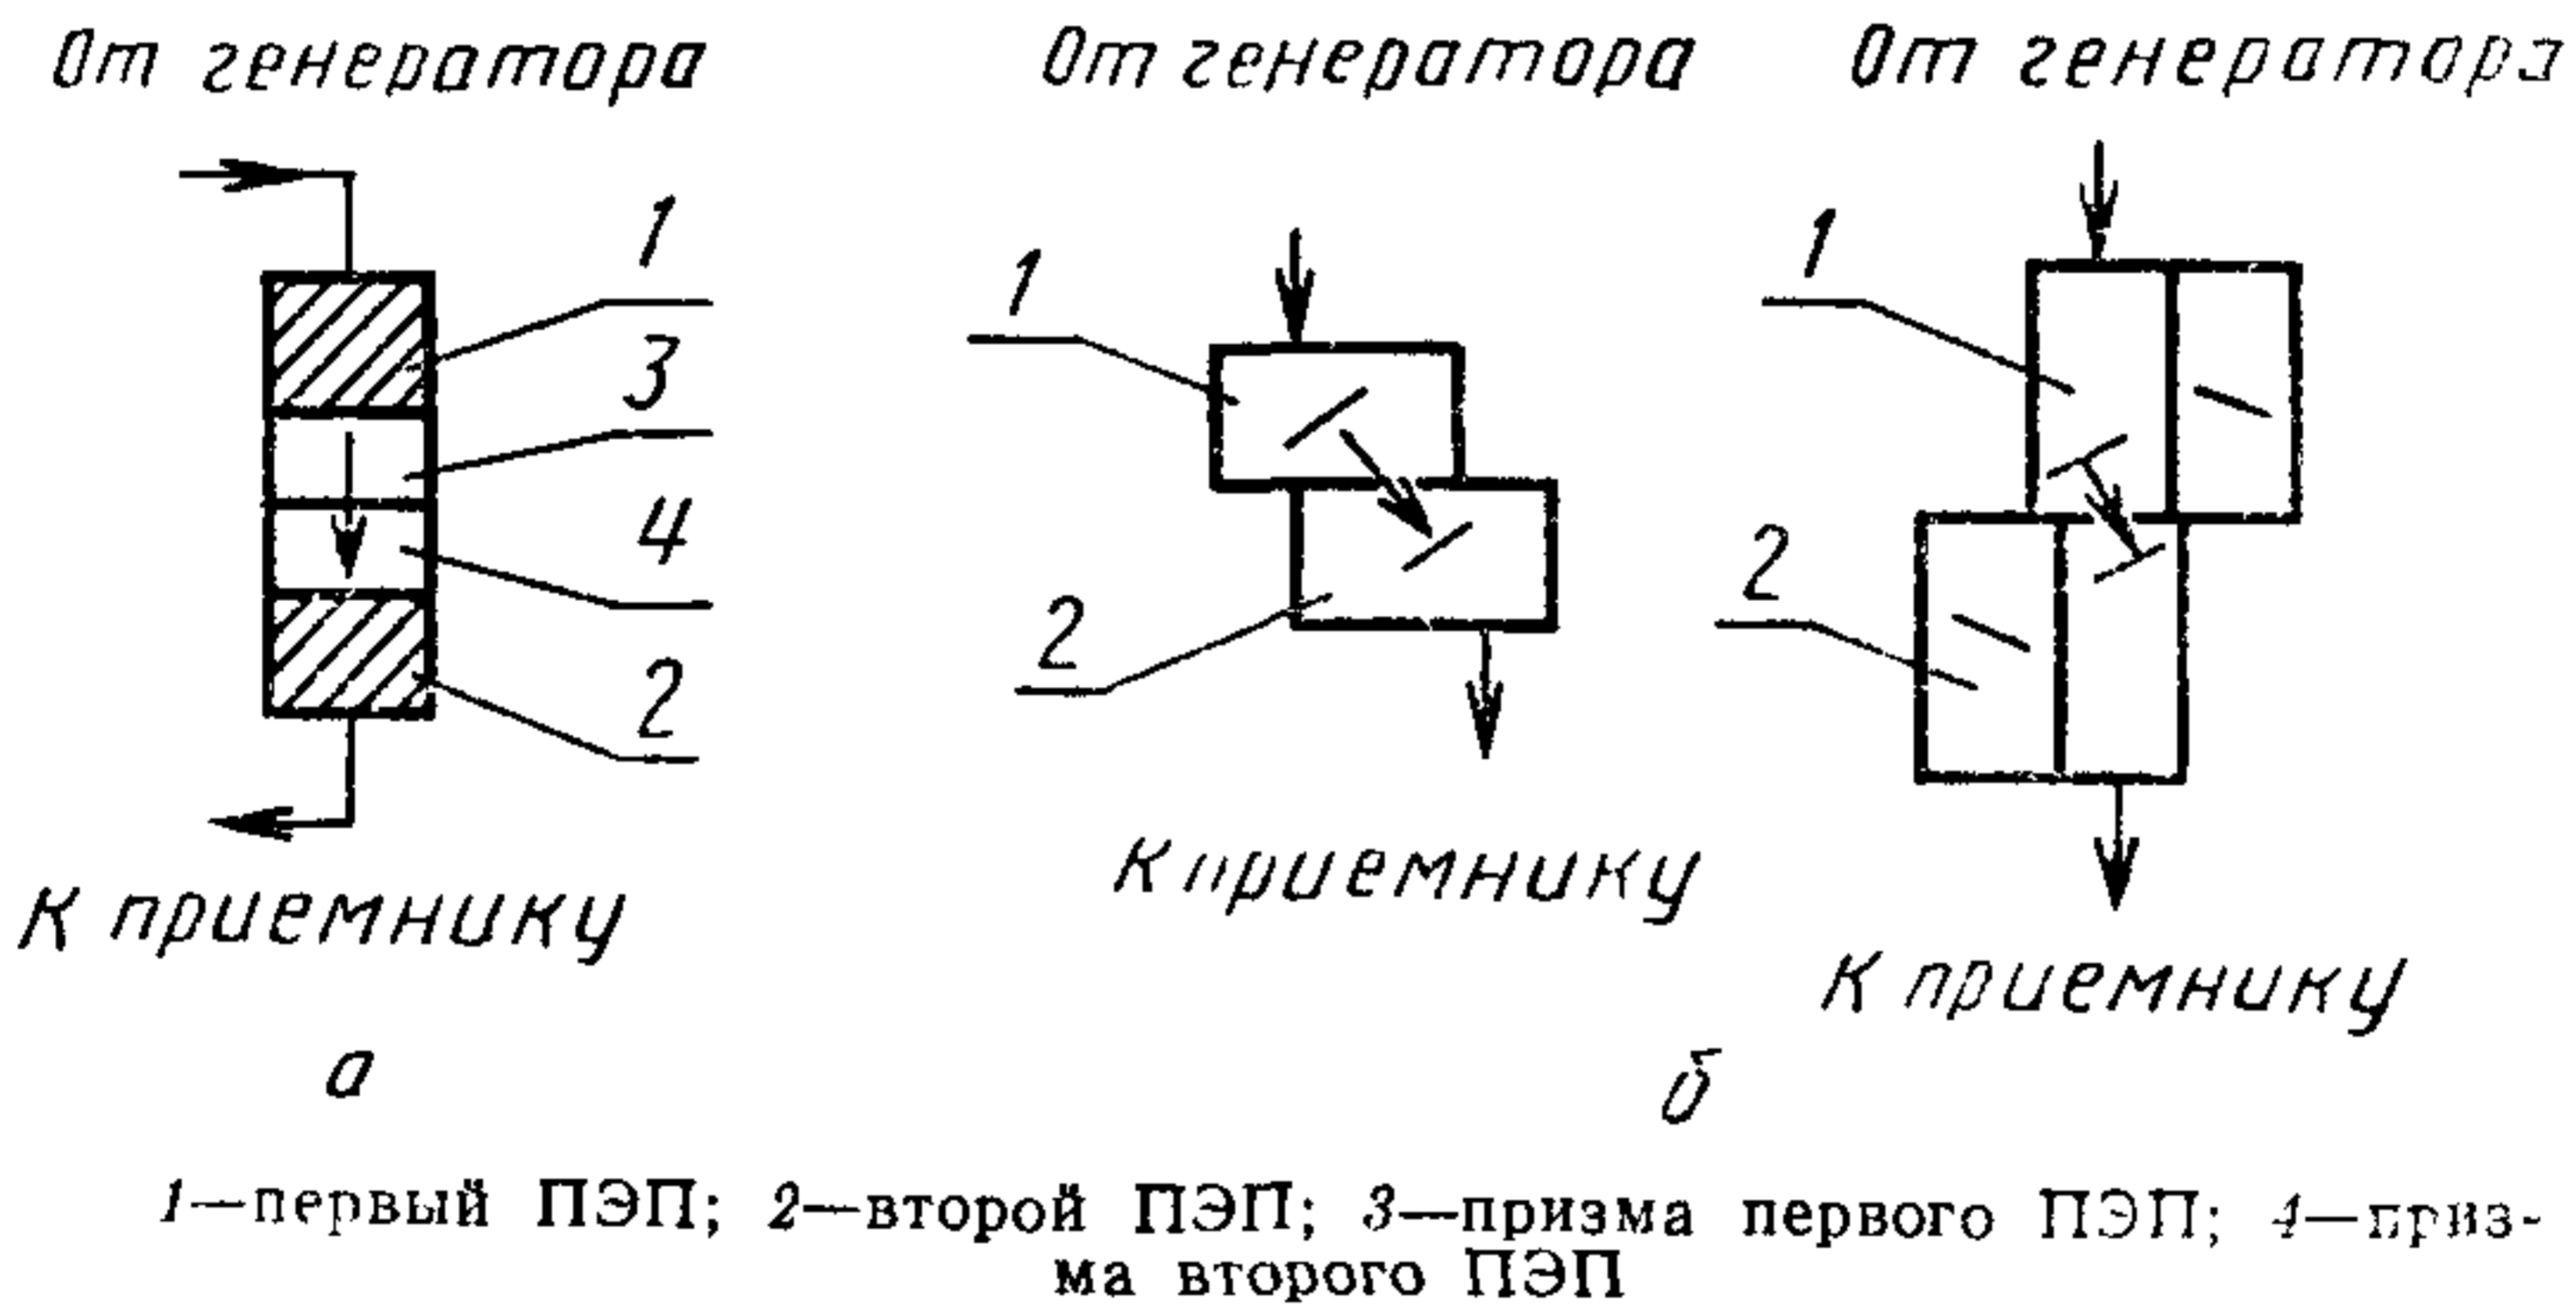 От генератора От генератора От генератора
1
3
4
2
1
2
1
2
К приемнику К приемнику К приемнику
а б
1—первый ПЭП; 2—второй ПЭП; 3—призма первого ПЭП; 4—приз-
ма второго ПЭП